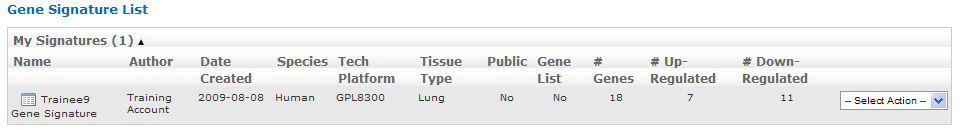 Gene Signature List
My Signatures (1) ▲
Name Author Date Created Species Tech Platform Tissue Type Public Gene List # Genes # Up-Regulated # Down-Regulated
Trainee9 Gene Signature Training Account 2009-08-08 Human GPL8300 Lung No No 18 7 11 -- Select Action --